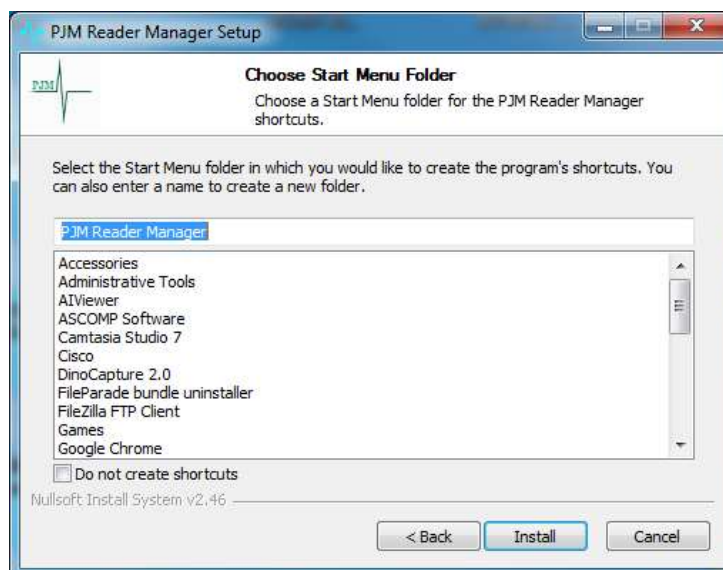 PJM Reader Manager Setup
PJM
Choose Start Menu Folder
Choose a Start Menu folder for the PJM Reader Manager
shortcuts.
Select the Start Menu folder in which you would like to create the program's shortcuts. You
can also enter a name to create a new folder.
PJM Reader Manager
Accessories
Administrative Tools
AIViewer
ASCOMP Software
Camtasia Studio 7
Cisco
DinoCapture 2.0
FileParade bundle uninstaller
FileZilla FTP Client
Games
Google Chrome
Do not create shortcuts
Nullsoft Install System v2.46
< Back
Install
Cancel